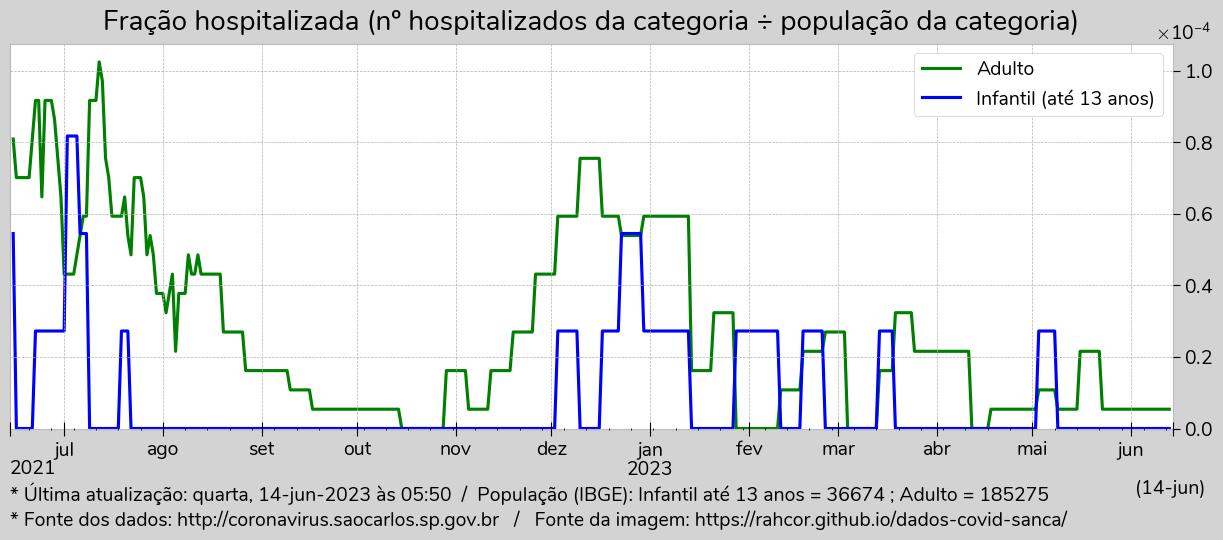 Fração hospitalizada (nº hospitalizados da categoria ÷ população da categoria)
×10⁻⁴
Adulto
Infantil (até 13 anos)
1.0
0.8
0.6
0.4
0.2
0.0
jul ago set out nov dez jan fev mar abr mai jun
2021 2023
(14-jun)
* Última atualização: quarta, 14-jun-2023 às 05:50 / População (IBGE): Infantil até 13 anos = 36674 ; Adulto = 185275
* Fonte dos dados: http://coronavirus.saocarlos.sp.gov.br / Fonte da imagem: https://rahcor.github.io/dados-covid-sanca/